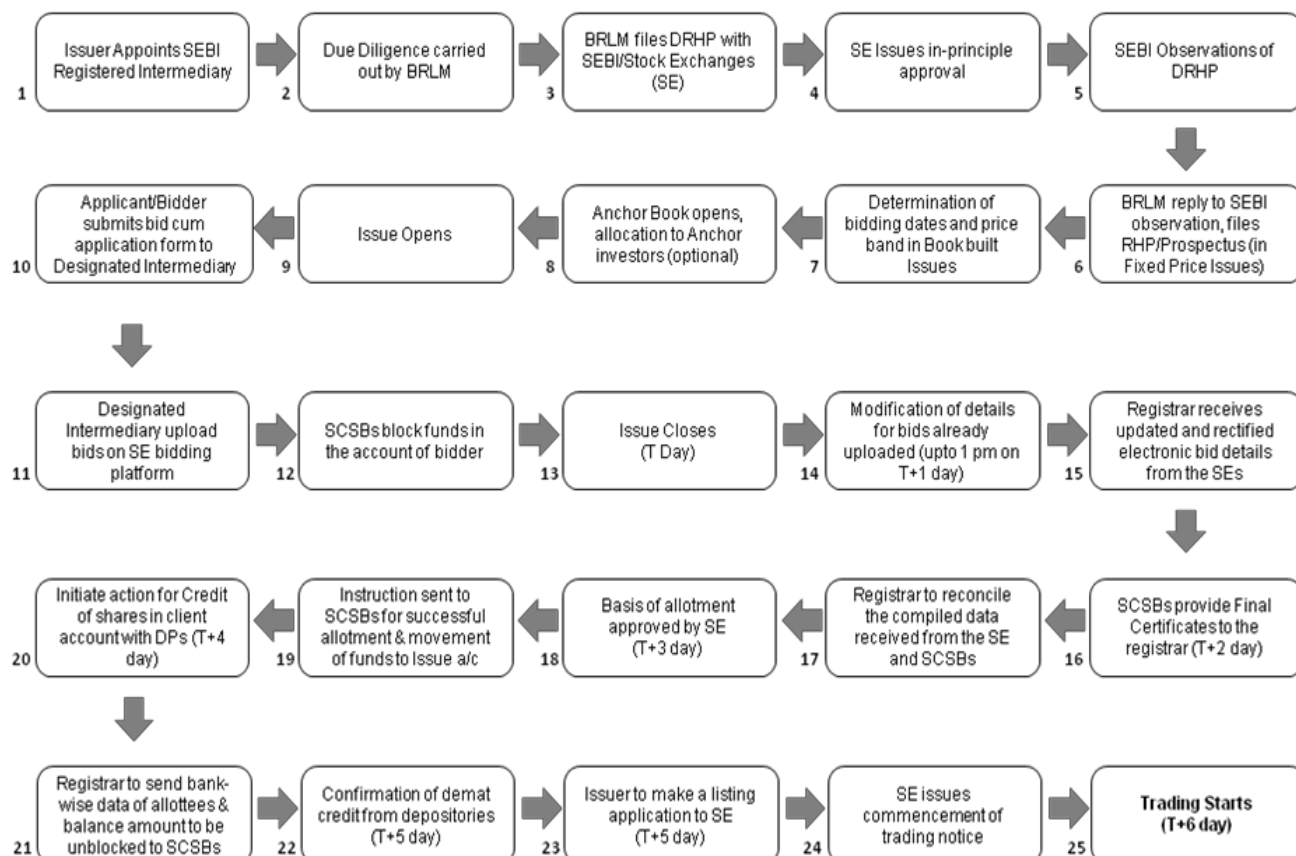 Issuer Appoints SEBI
Registered Intermediary
1
Due Diligence carried
out by BRLM
2
BRLM files DRHP with
SEBI/Stock Exchanges
(SE)
3
SE Issues in-principle
approval
4
SEBI Observations of
DRHP
5
BRLM reply to SEBI
observation, files
RHP/Prospectus (in
Fixed Price Issues)
6
Determination of
bidding dates and price
band in Book built
Issues
7
Anchor Book opens,
allocation to Anchor
investors (optional)
8
Issue Opens
9
Applicant/Bidder
submits bid cum
application form to
Designated Intermediary
10
Designated
Intermediary upload
bids on SE bidding
platform
11
SCSBs block funds in
the account of bidder
12
Issue Closes
(T Day)
13
Modification of details
for bids already
uploaded (upto 1 pm on
T+1 day)
14
Registrar receives
updated and rectified
electronic bid details
from the SEs
15
SCSBs provide Final
Certificates to the
registrar (T+2 day)
16
Registrar to reconcile
the compiled data
received from the SE
and SCSBs
17
Basis of allotment
approved by SE
(T+3 day)
18
Instruction sent to
SCSBs for successful
allotment & movement
of funds to Issue a/c
19
Initiate action for Credit
of shares in client
account with DPs (T+4
day)
20
Registrar to send bank-
wise data of allottees &
balance amount to be
unblocked to SCSBs
21
Confirmation of demat
credit from depositories
(T+5 day)
22
Issuer to make a listing
application to SE
(T+5 day)
23
SE issues
commencement of
trading notice
24
Trading Starts
(T+6 day)
25